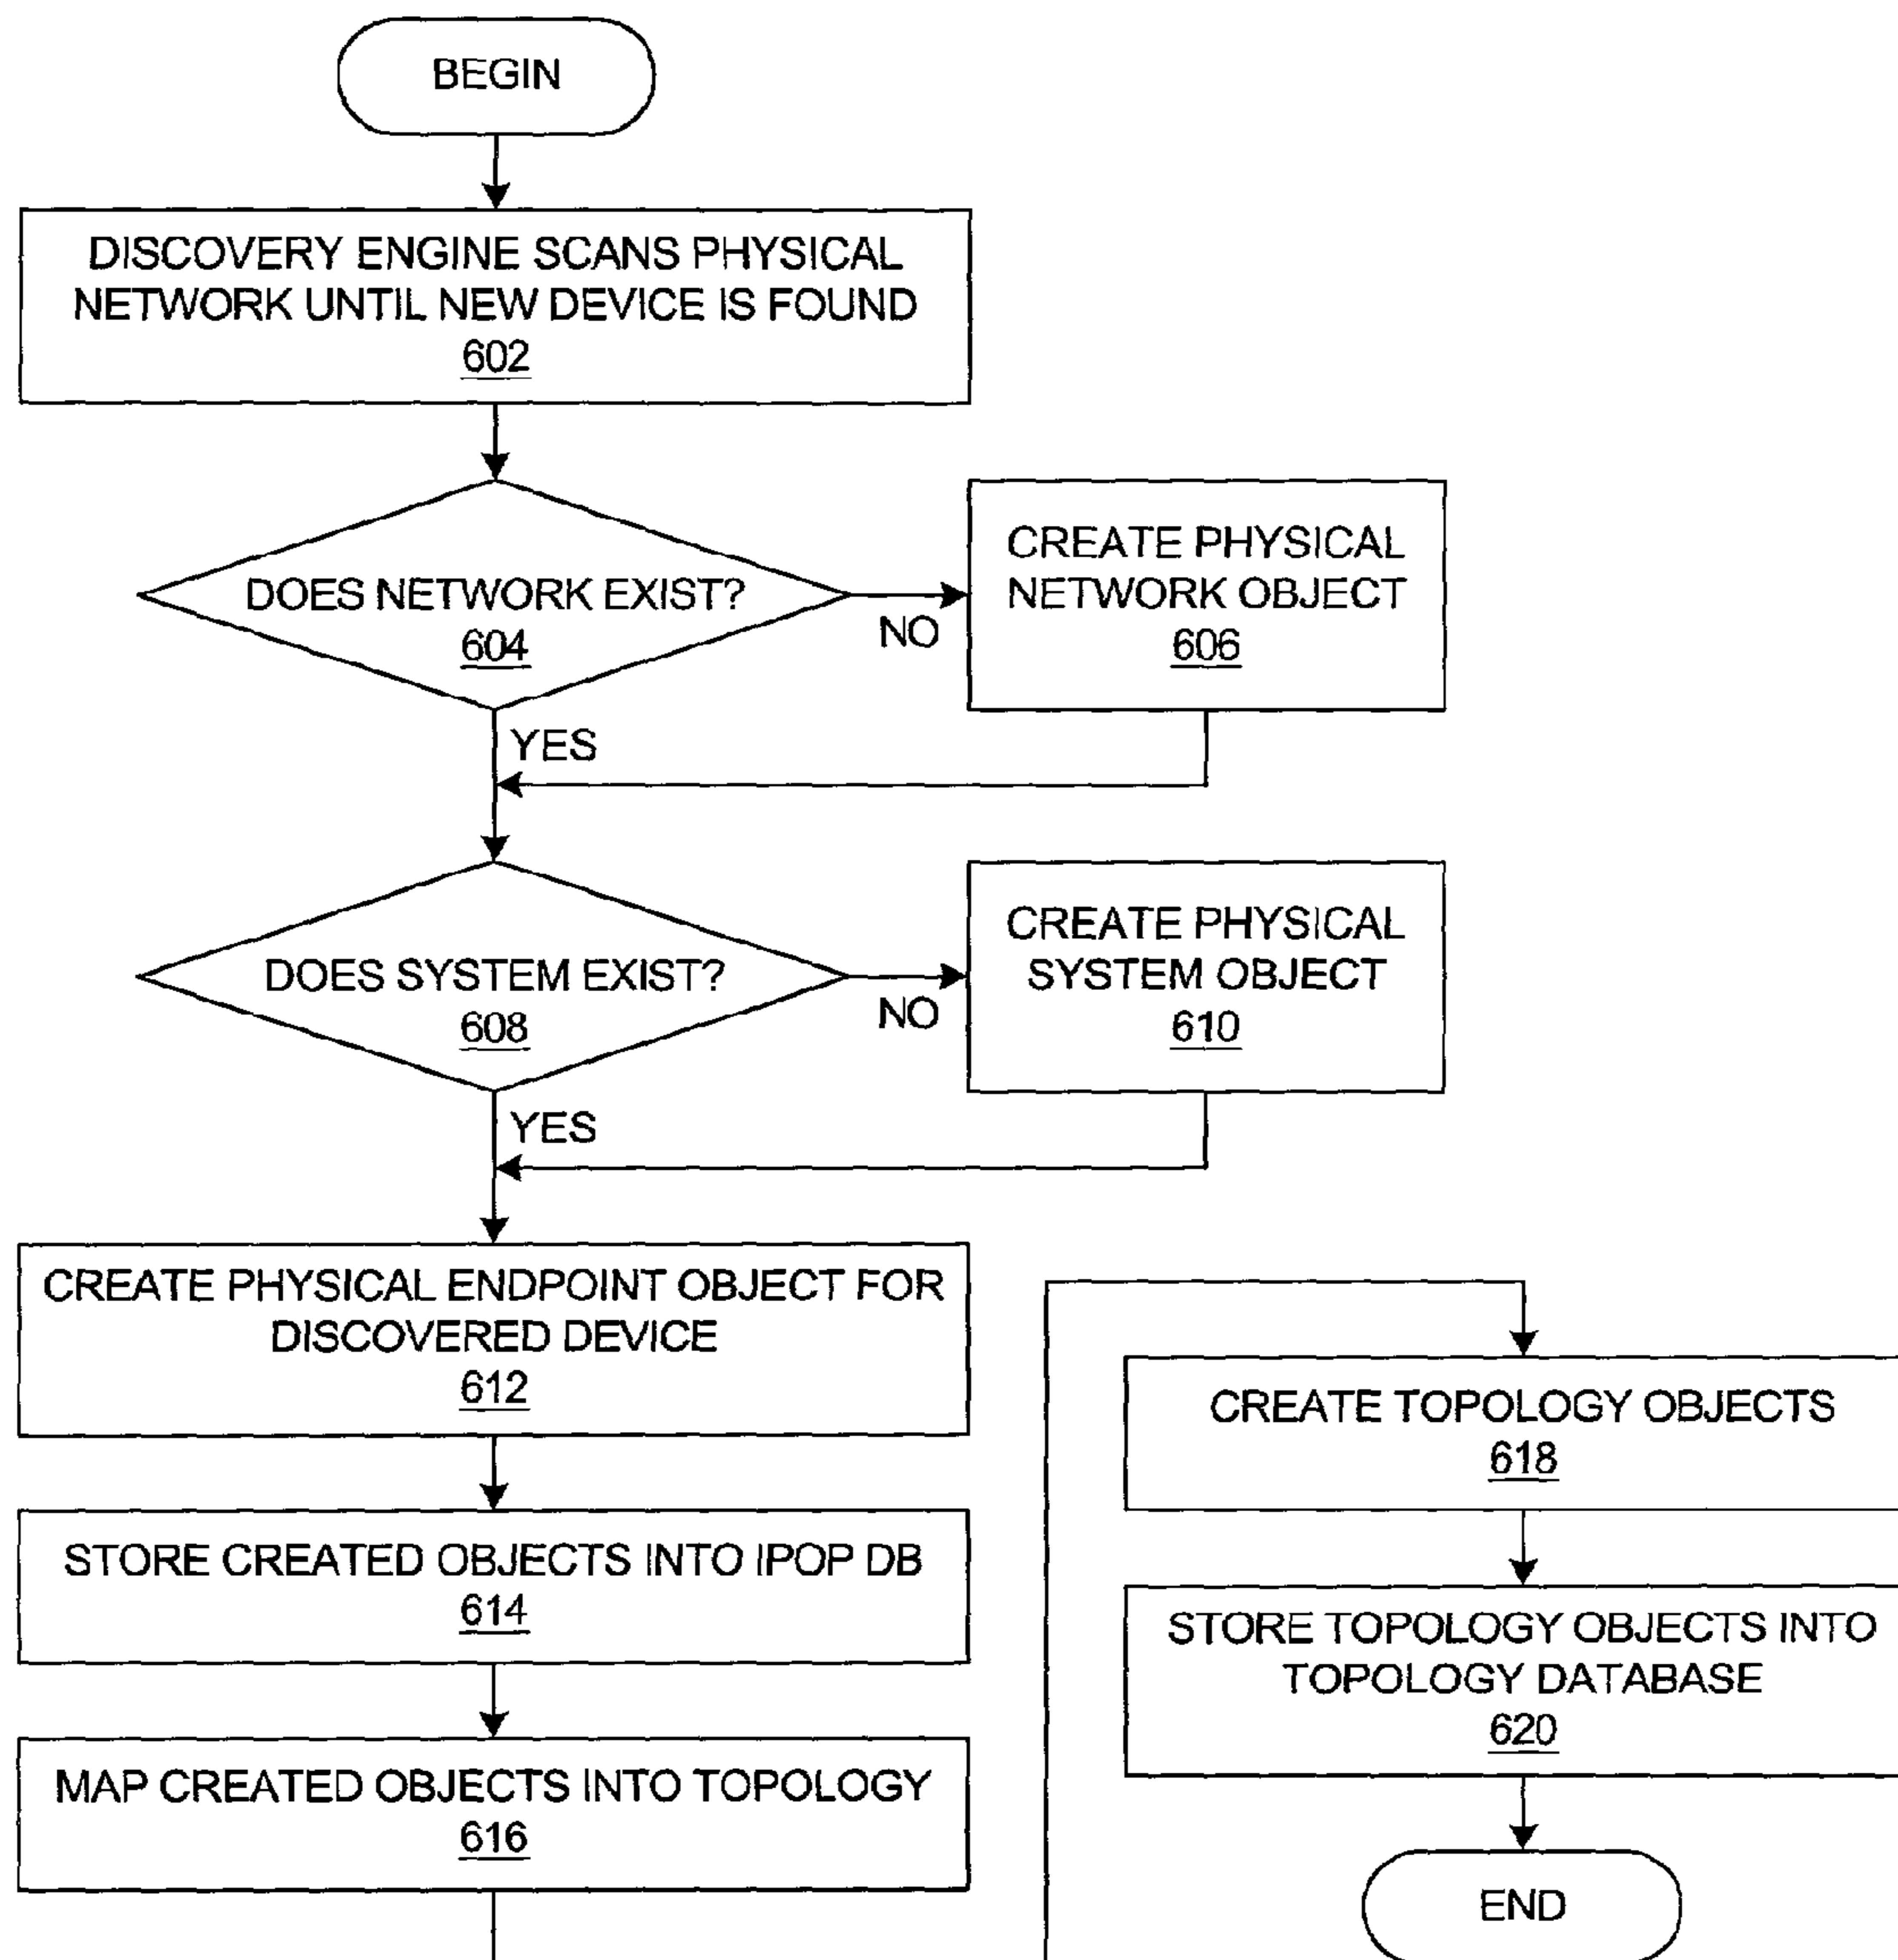 BEGIN
DISCOVERY ENGINE SCANS PHYSICAL
NETWORK UNTIL NEW DEVICE IS FOUND
602
DOES NETWORK EXIST?
604
NO
CREATE PHYSICAL
NETWORK OBJECT
606
YES
DOES SYSTEM EXIST?
608
NO
CREATE PHYSICAL
SYSTEM OBJECT
610
YES
CREATE PHYSICAL ENDPOINT OBJECT FOR
DISCOVERED DEVICE
612
STORE CREATED OBJECTS INTO IPOP DB
614
MAP CREATED OBJECTS INTO TOPOLOGY
616
CREATE TOPOLOGY OBJECTS
618
STORE TOPOLOGY OBJECTS INTO
TOPOLOGY DATABASE
620
END